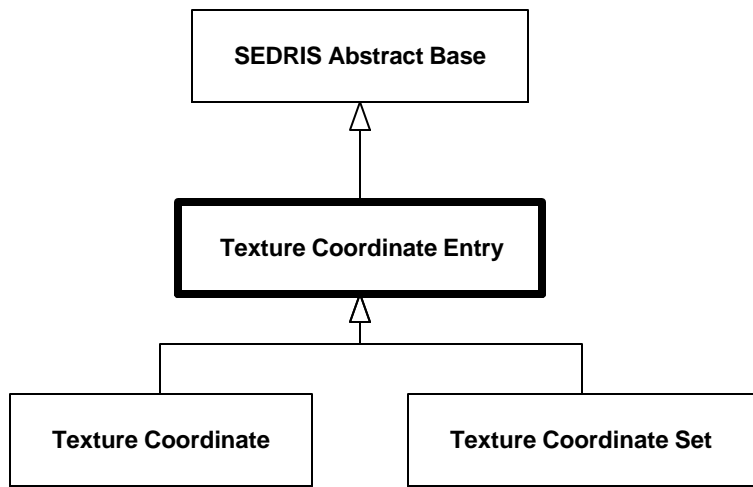 SEDRIS Abstract Base
Texture Coordinate Entry
Texture Coordinate
Texture Coordinate Set